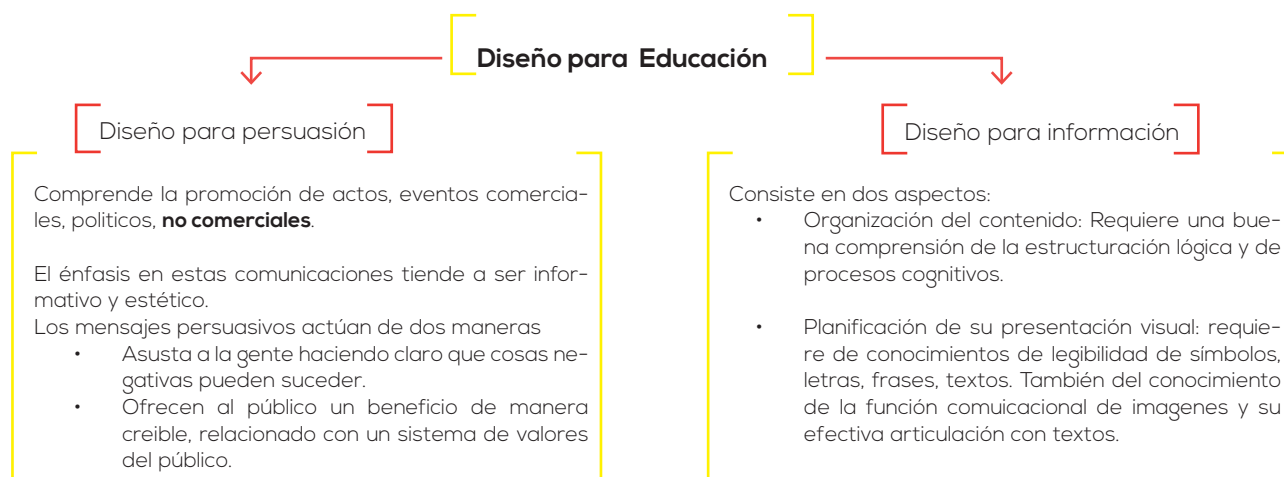 Diseño para Educación
Diseño para persuasión
Comprende la promoción de actos, eventos comercia-
les, politicos, no comerciales.
El énfasis en estas comunicaciones tiende a ser infor-
mativo y estético.
Los mensajes persuasivos actúan de dos maneras
• Asusta a la gente haciendo claro que cosas ne-
gativas pueden suceder.
• Ofrecen al público un beneficio de manera
creible, relacionado con un sistema de valores
del público.
Diseño para información
Consiste en dos aspectos:
• Organización del contenido: Requiere una bue-
na comprensión de la estructuración lógica y de
procesos cognitivos.
• Planificación de su presentación visual: requie-
re de conocimientos de legibilidad de símbolos,
letras, frases, textos. También del conocimiento
de la función comuicacional de imagenes y su
efectiva articulación con textos.